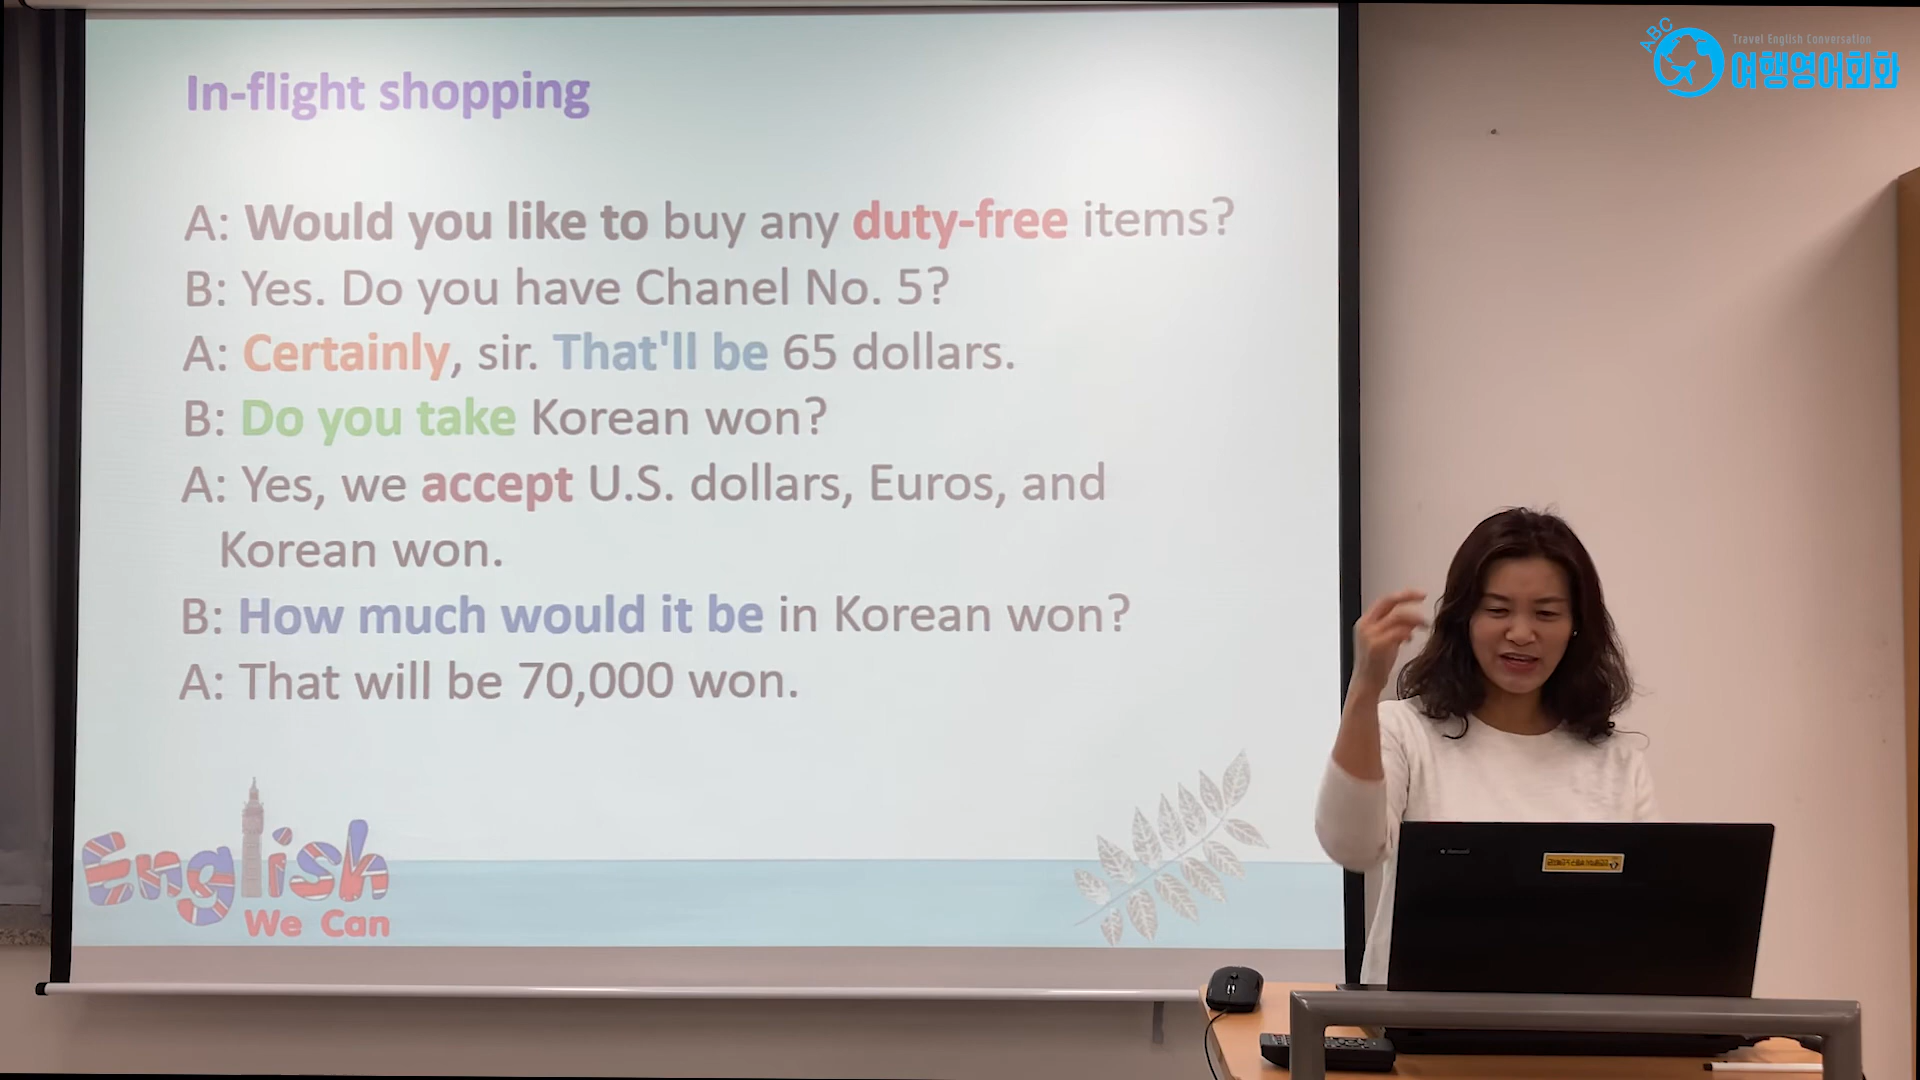 ABC
Travel English Conversation
여행영어회화
In-flight shopping
A: Would you like to buy any duty-free items?
B: Yes. Do you have Chanel No. 5?
A: Certainly, sir. That'll be 65 dollars.
B: Do you take Korean won?
A: Yes, we accept U.S. dollars, Euros, and
Korean won.
B: How much would it be in Korean won?
A: That will be 70,000 won.
English
We Can